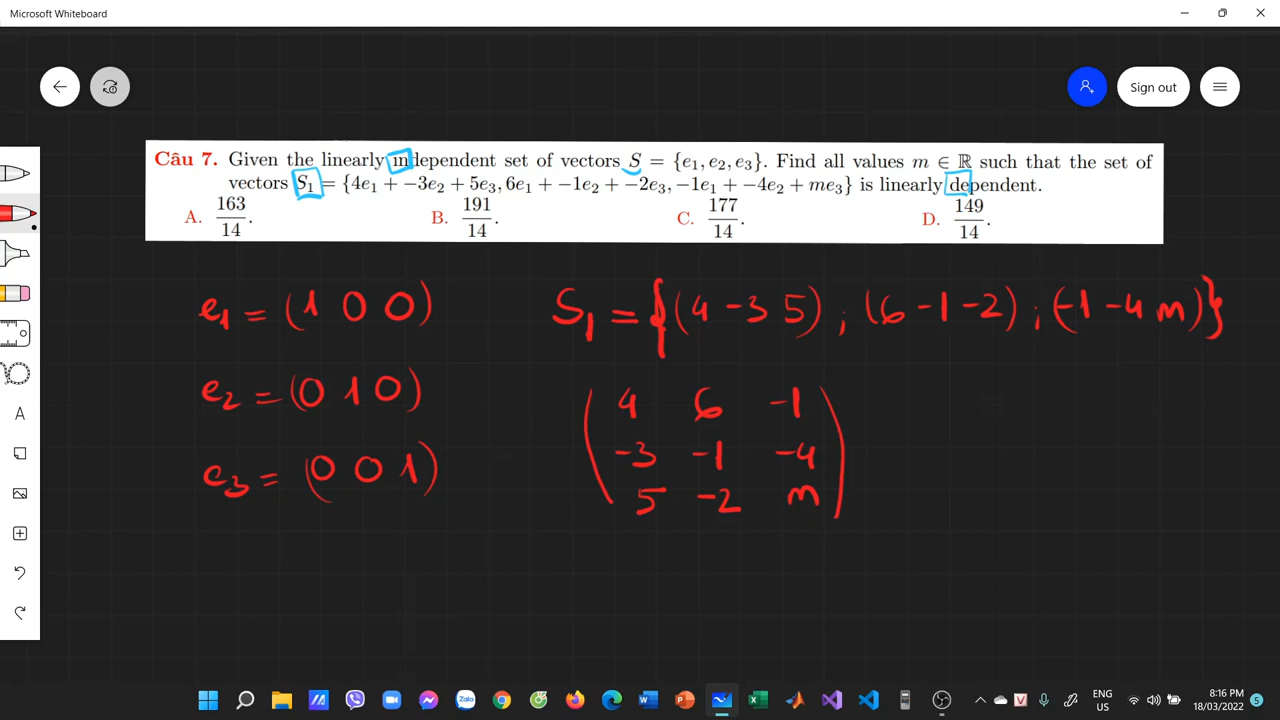 Microsoft Whiteboard
Sign out
Câu 7. Given the linearly independent set of vectors S = {e₁, e₂, e₃}. Find all values m ∈ ℝ such that the set of
vectors S₁ = {4e₁ + −3e₂ + 5e₃, 6e₁ + −1e₂ + −2e₃, −1e₁ + −4e₂ + me₃} is linearly dependent.
A. 163/14. B. 191/14. C. 177/14. D. 149/14.
e₁ = (1 0 0)
S₁ = {(4 −3 5) ; (6 −1 −2) ; (−1 −4 m)}
e₂ = (0 1 0)
e₃ = (0 0 1)
4 6 −1
−3 −1 −4
5 −2 m
A
Zalo
V
ENG
US
8:16 PM
18/03/2022
5